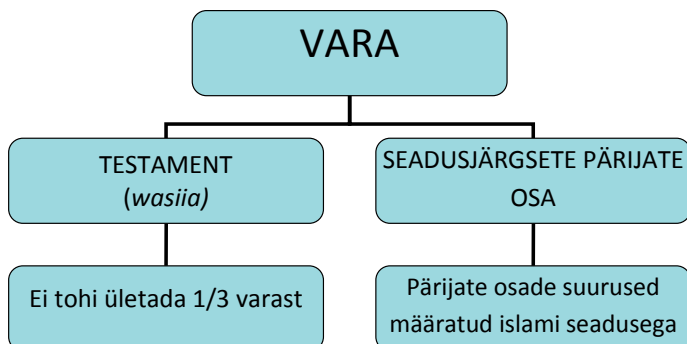 VARA
TESTAMENT
(wasiia)
SEADUSJÄRGSETE PÄRIJATE
OSA
Ei tohi ületada 1/3 varast
Pärijate osade suurused
määratud islami seadusega